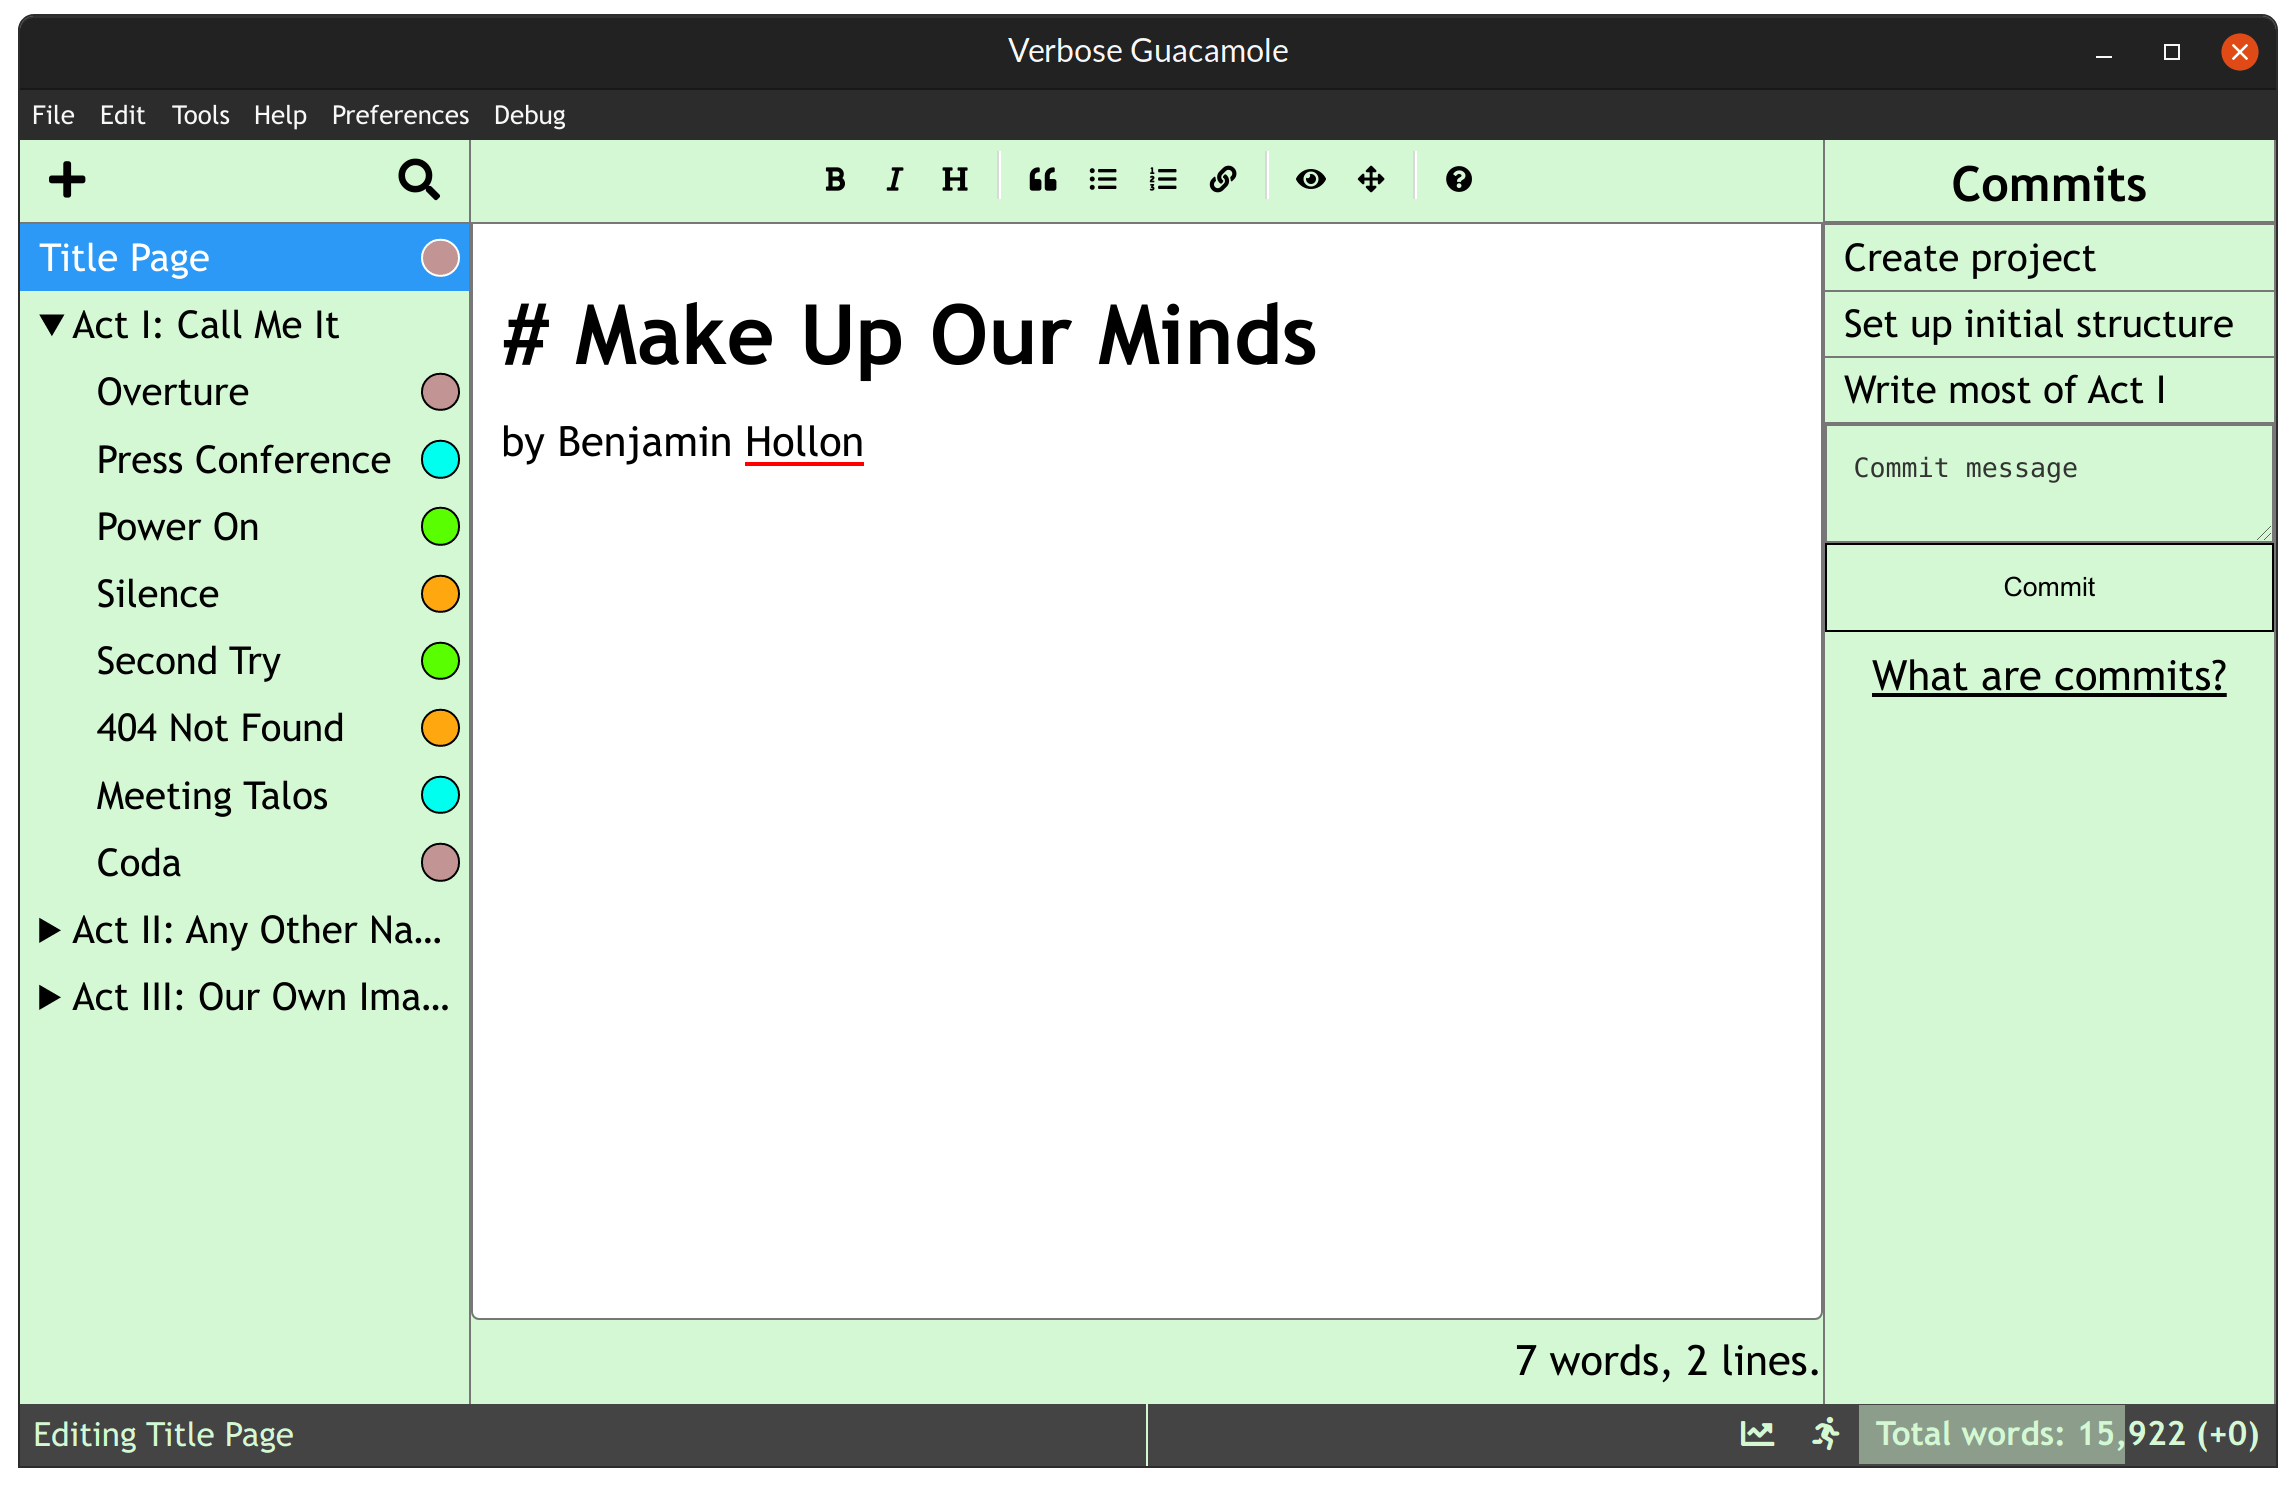 Verbose Guacamole
File Edit Tools Help Preferences Debug
B I H
Commits
Title Page
Act I: Call Me It
Overture
Press Conference
Power On
Silence
Second Try
404 Not Found
Meeting Talos
Coda
Act II: Any Other Na...
Act III: Our Own Ima...
# Make Up Our Minds
by Benjamin Hollon
7 words, 2 lines.
Create project
Set up initial structure
Write most of Act I
Commit message
Commit
What are commits?
Editing Title Page
Total words: 15,922 (+0)